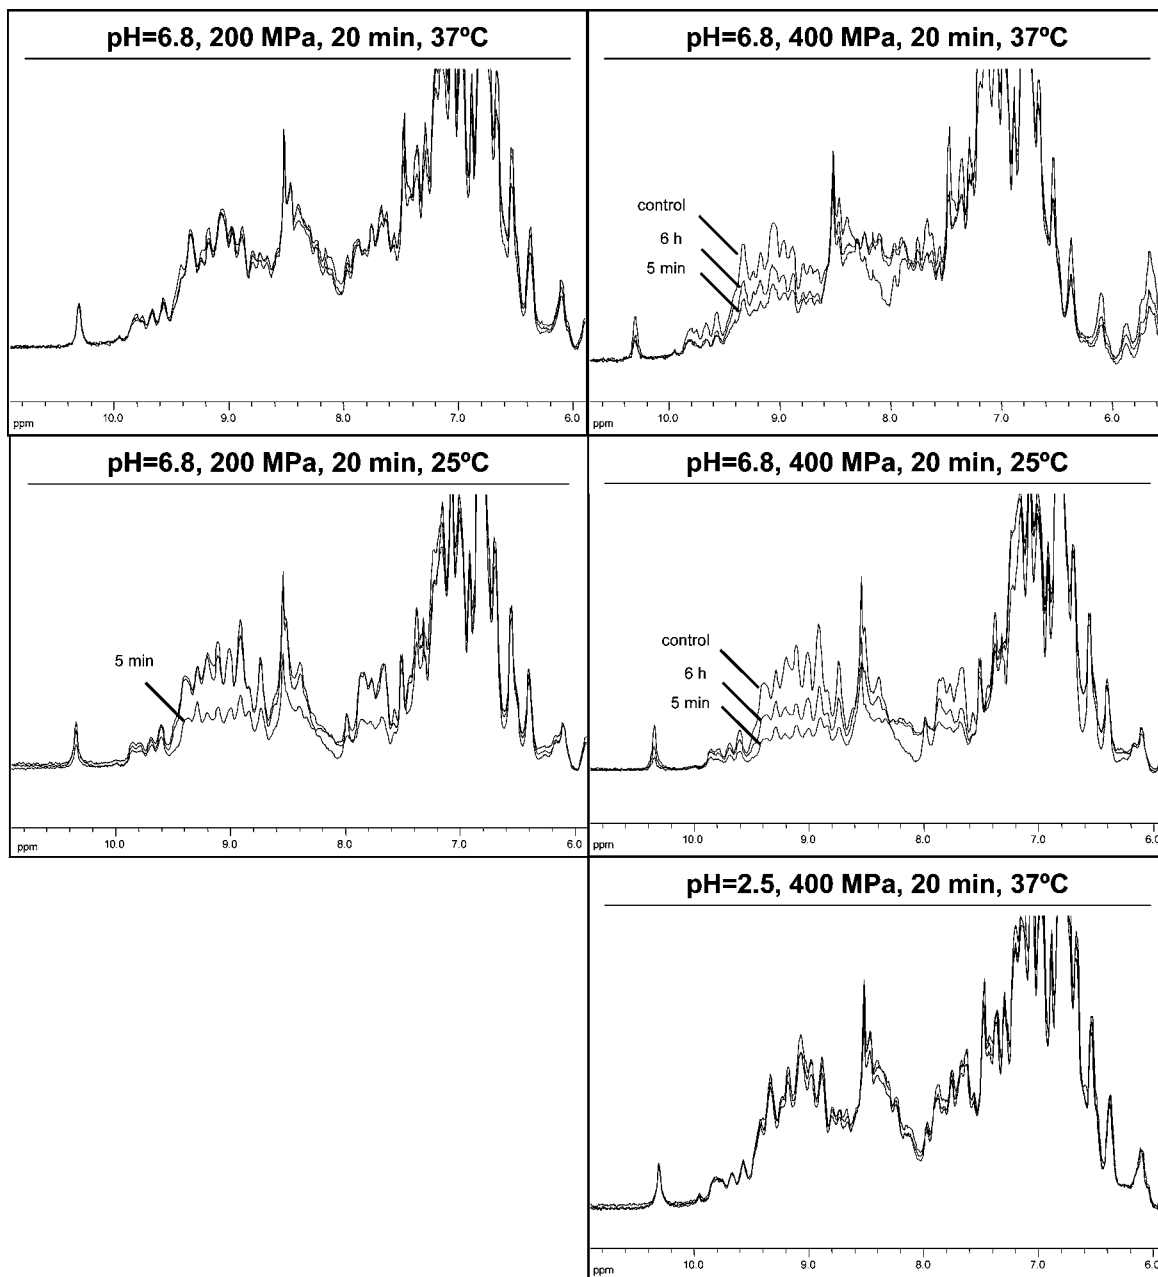 pH=6.8, 200 MPa, 20 min, 37ºC
ppm 10.0 9.0 8.0 7.0 6.0
pH=6.8, 400 MPa, 20 min, 37ºC
control
6 h
5 min
ppm 10.0 9.0 8.0 7.0 6.0
pH=6.8, 200 MPa, 20 min, 25ºC
5 min
ppm 10.0 9.0 8.0 7.0 6.0
pH=6.8, 400 MPa, 20 min, 25ºC
control
6 h
5 min
ppm 10.0 9.0 8.0 7.0 6.0
pH=2.5, 400 MPa, 20 min, 37ºC
ppm 10.0 9.0 8.0 7.0 6.0